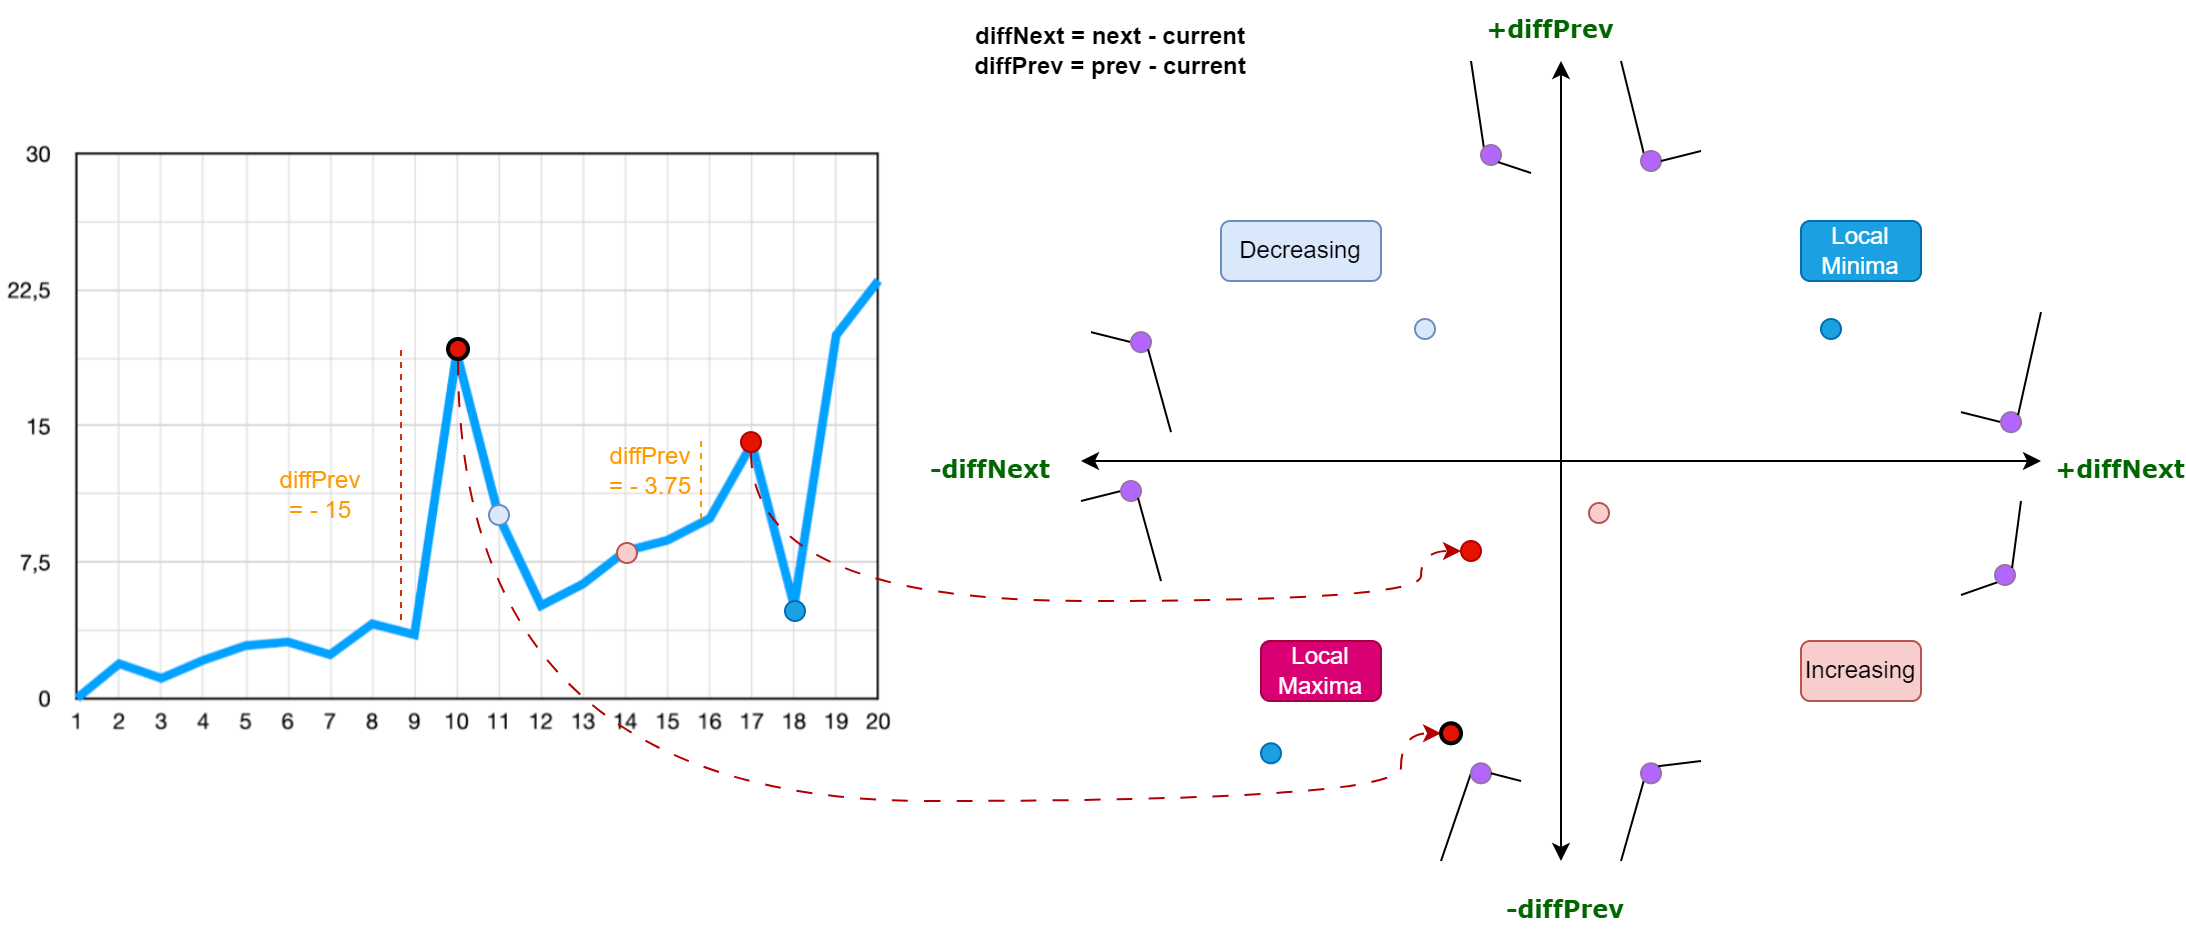 diffNext = next - current
diffPrev = prev - current
+diffPrev
30
22,5
15
7,5
0
1 2 3 4 5 6 7 8 9 10 11 12 13 14 15 16 17 18 19 20
diffPrev
= - 15
diffPrev
= - 3.75
Decreasing
Local
Minima
-diffNext
+diffNext
Local
Maxima
Increasing
-diffPrev